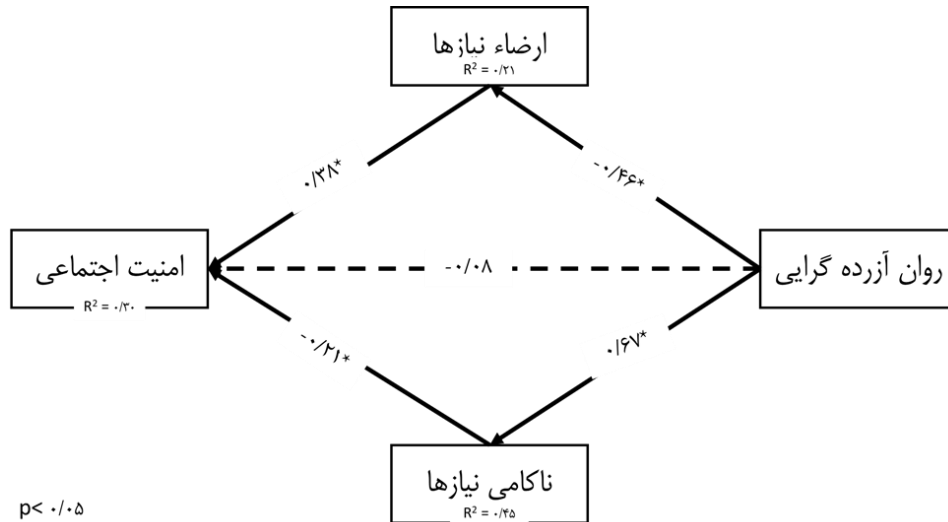 ارضاء نیازها
R² = ۰/۲۱
۰/۳۸*
-۰/۴۶*
روان آزرده گرایی
-۰/۰۸
امنیت اجتماعی
R² = ۰/۳۰
-۰/۲۱*
۰/۶۷*
ناکامی نیازها
R² = ۰/۴۵
p< ۰/۰۵